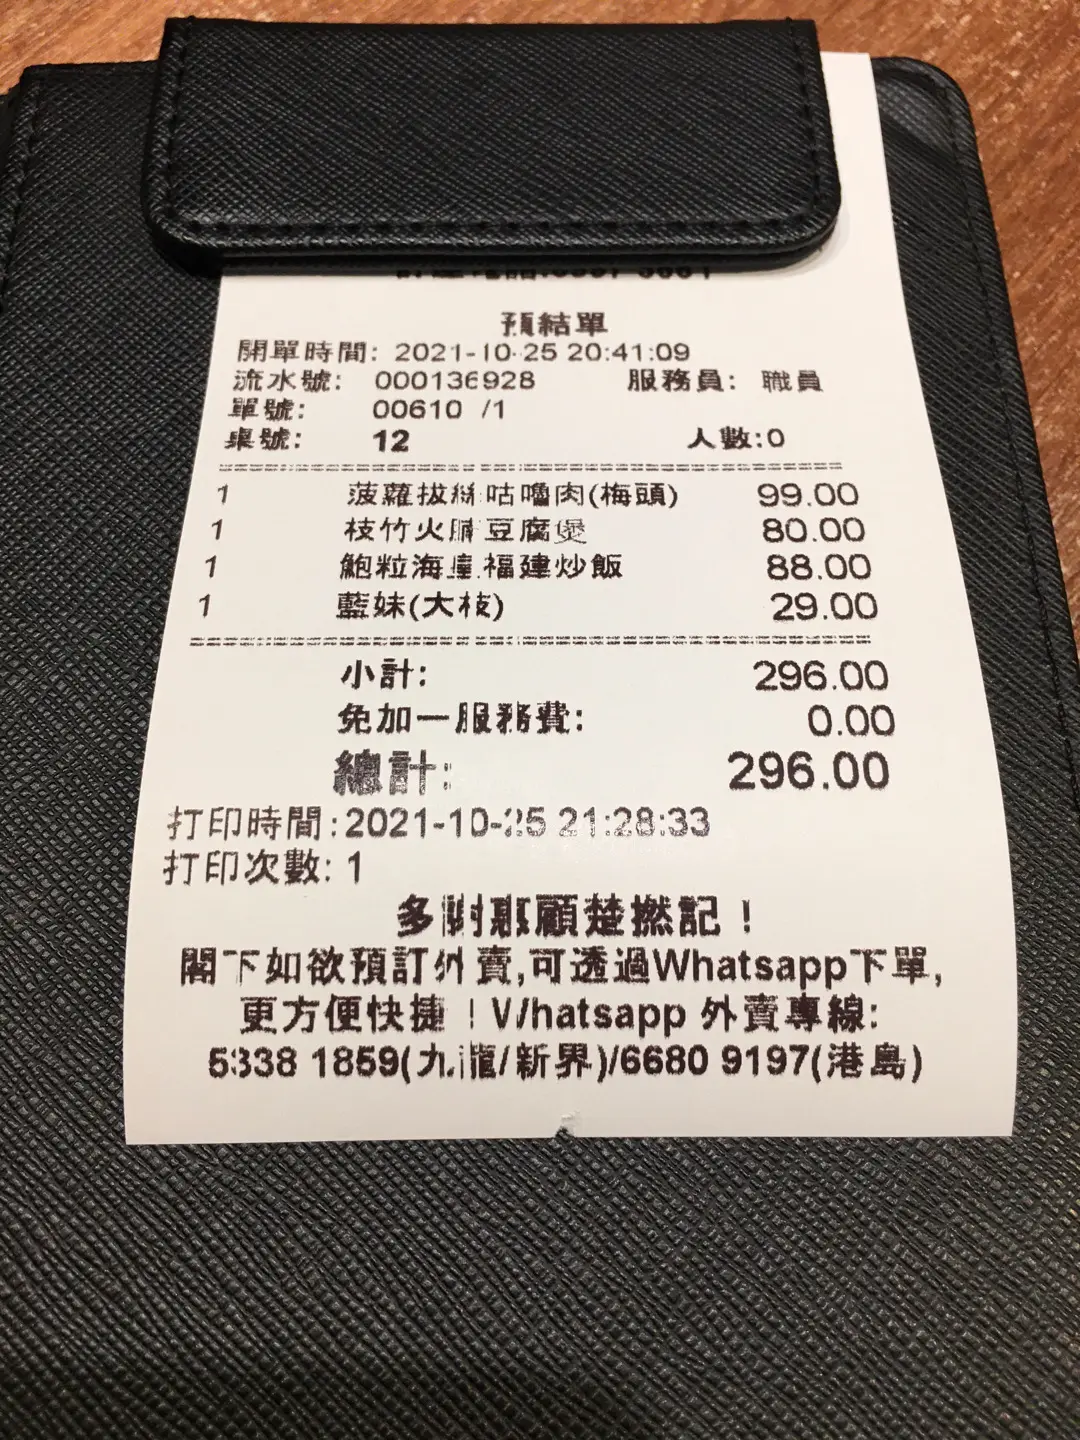 預結單
開單時間: 2021-10-25 20:41:09
流水號: 000136928 服務員: 職員
單號: 00610 /1
桌號: 12 人數:0
1 菠蘿拔絲咕嚕肉(梅頭) 99.00
1 枝竹火腩豆腐煲 80.00
1 鮑粒海皇福建炒飯 88.00
1 藍妹(大枝) 29.00
小計: 296.00
免加一服務費: 0.00
總計: 296.00
打印時間:2021-10-25 21:28:33
打印次數: 1
多謝惠顧楚撚記！
閣下如欲預訂外賣,可透過Whatsapp下單,
更方便快捷！Whatsapp 外賣專線:
5338 1859(九龍/新界)/6680 9197(港島)